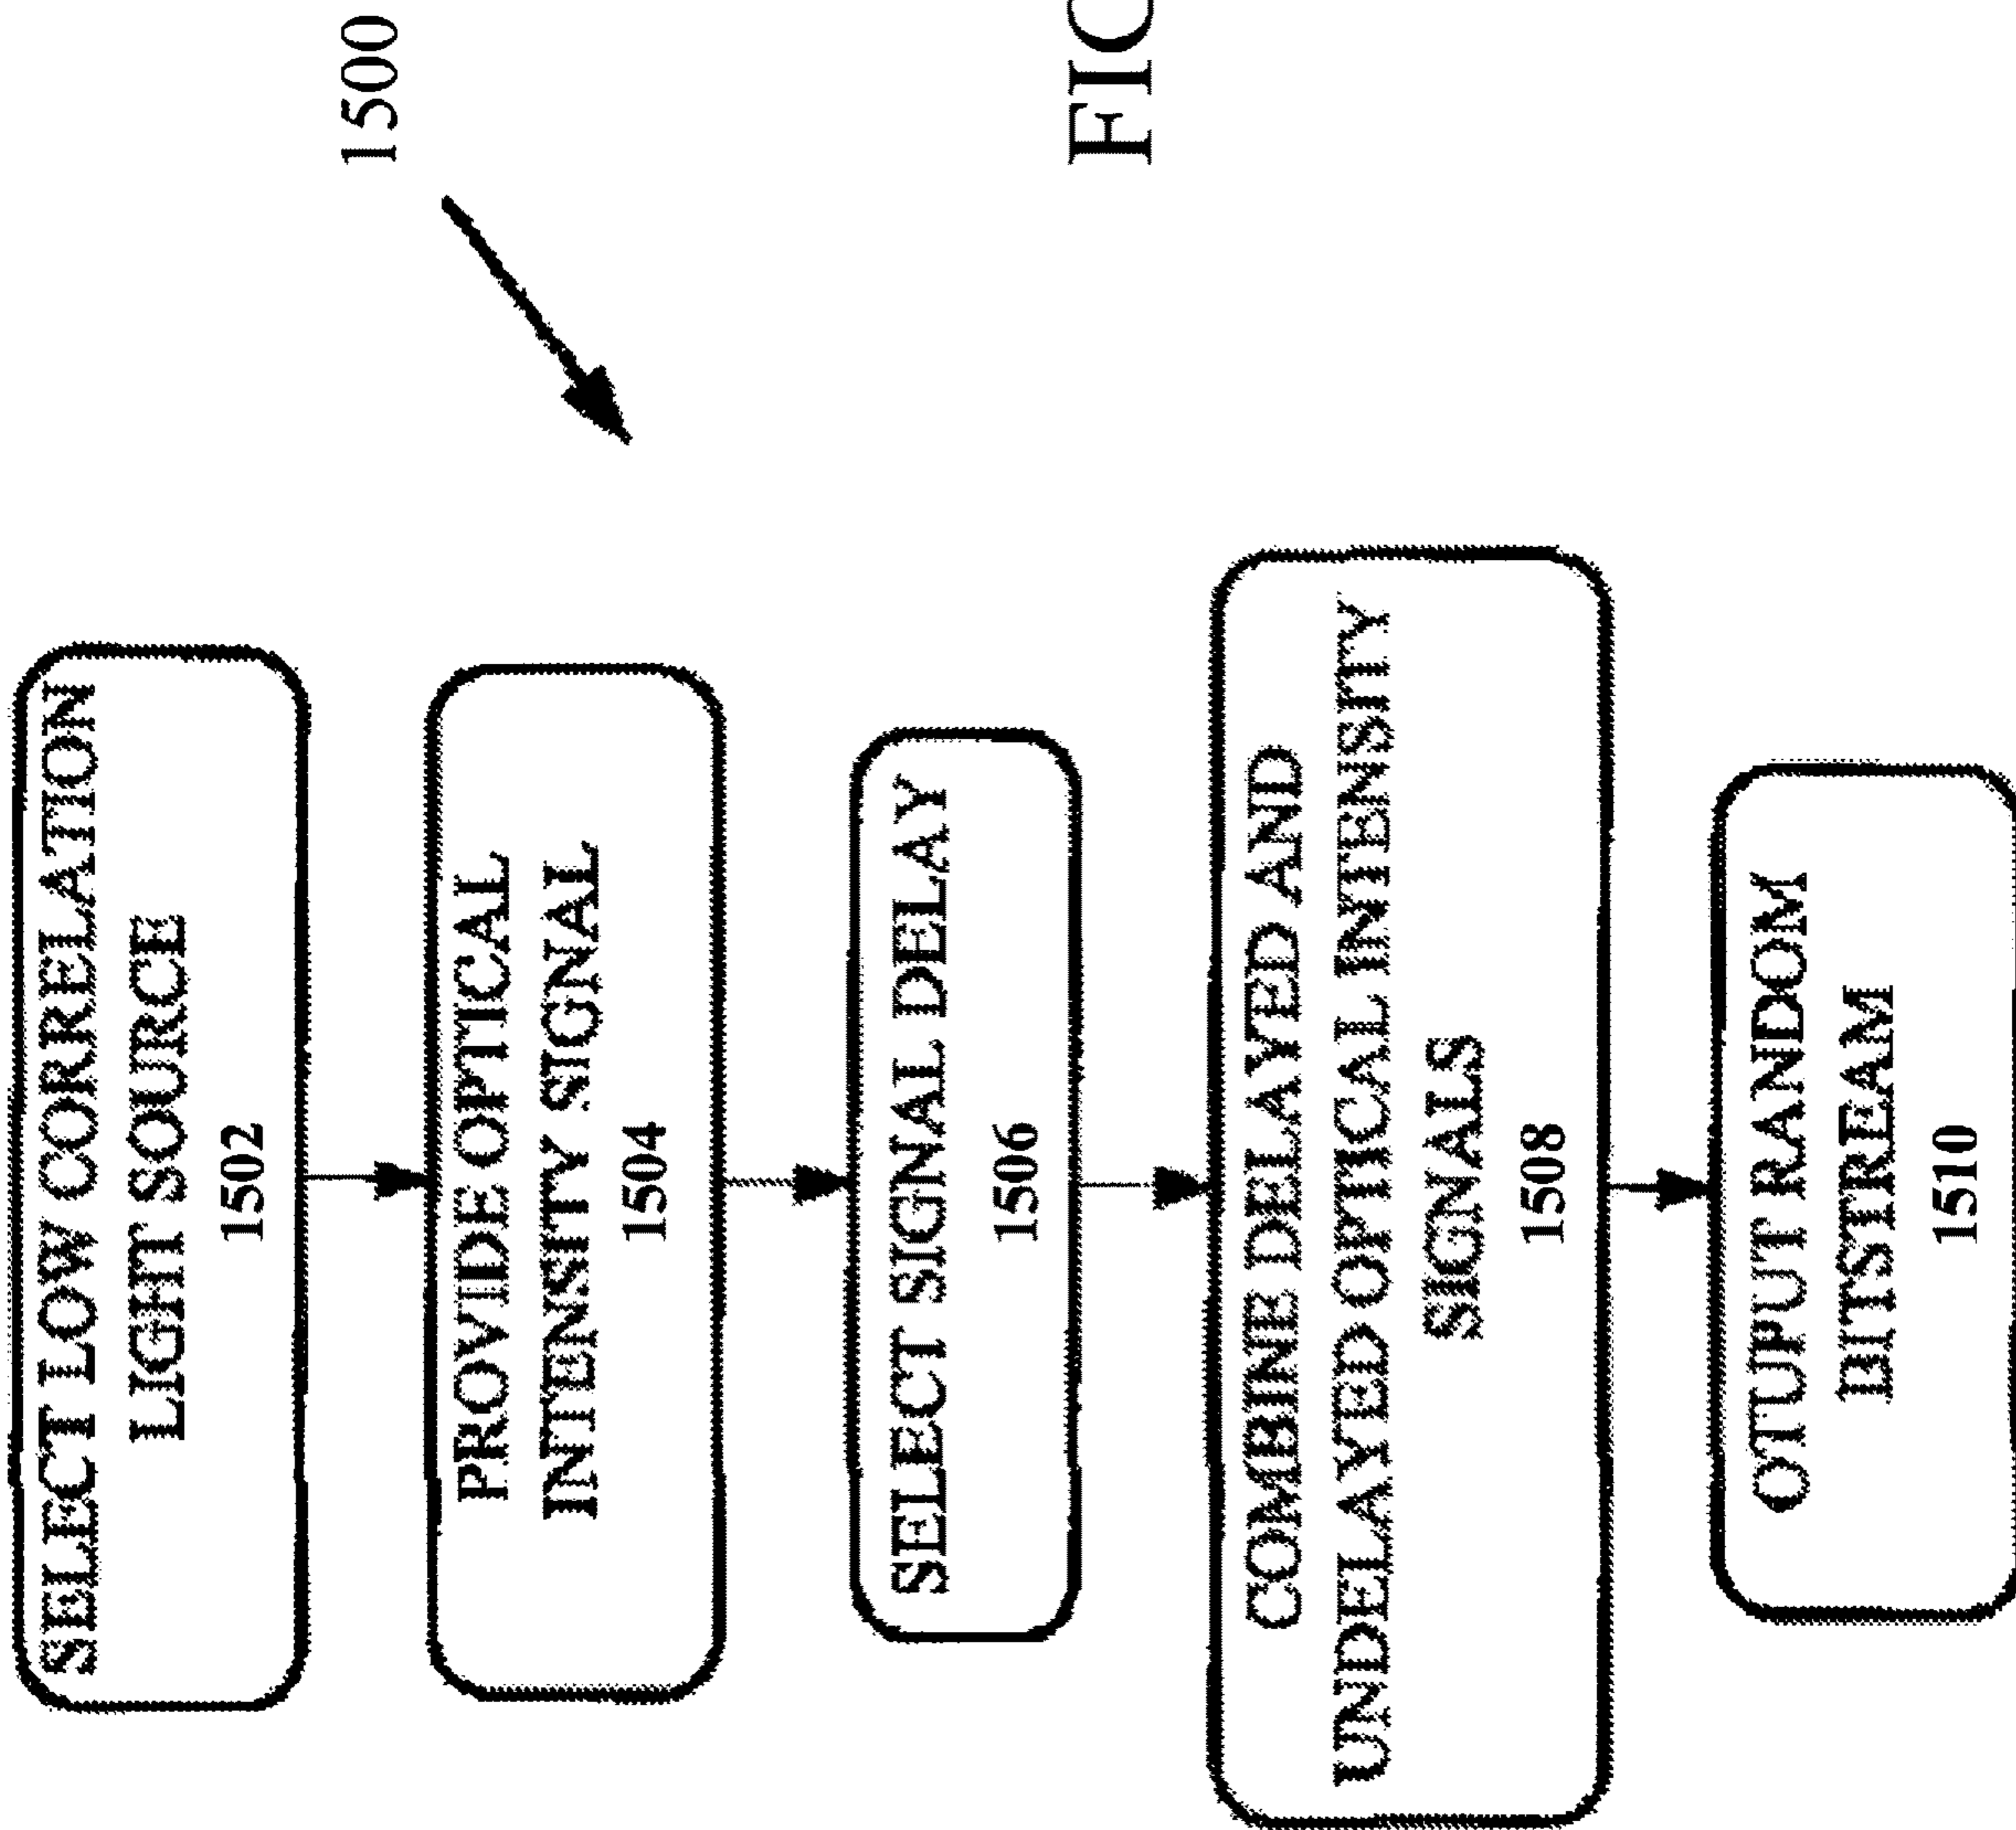 1500
SELECT LOW CORRELATION
LIGHT SOURCE
1502
PROVIDE OPTICAL
INTENSITY SIGNAL
1504
SELECT SIGNAL DELAY
1506
COMBINE DELAYED AND
UNDELAYED OPTICAL INTENSITY
SIGNALS
1508
OTUPUT RANDOM
BITSTREAM
1510